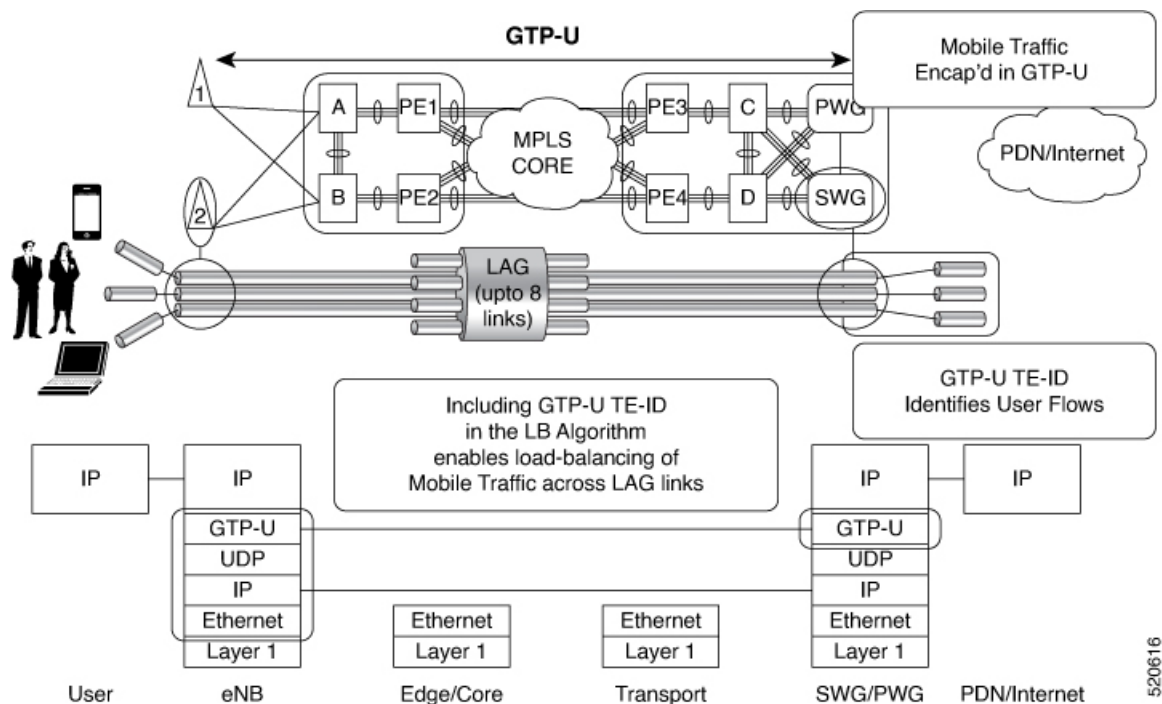 GTP-U
Mobile Traffic
Encap'd in GTP-U
1
A
PE1
MPLS
CORE
PE3
C
PWG
PDN/Internet
2
B
PE2
PE4
D
SWG
LAG
(upto 8
links)
GTP-U TE-ID
Identifies User Flows
Including GTP-U TE-ID
in the LB Algorithm
enables load-balancing of
Mobile Traffic across LAG links
IP
IP
IP
IP
GTP-U
GTP-U
UDP
UDP
IP
IP
Ethernet
Ethernet
Ethernet
Ethernet
Layer 1
Layer 1
Layer 1
Layer 1
User
eNB
Edge/Core
Transport
SWG/PWG
PDN/Internet
520616